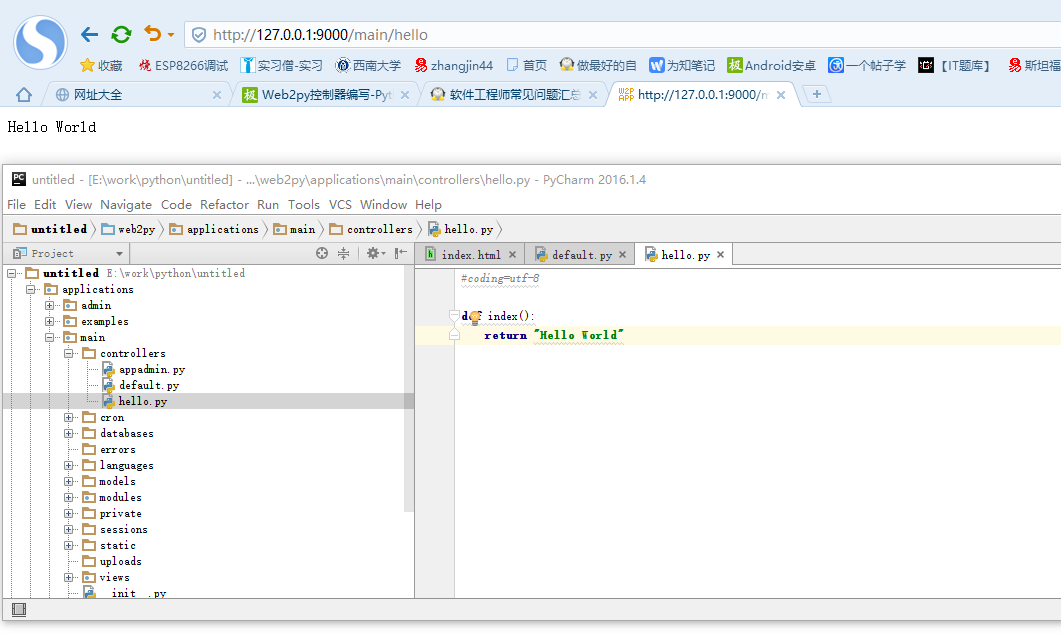 http://127.0.0.1:9000/main/hello
收藏 ESP8266调试 实习僧-实习 西南大学 zhangjin44 首页 做最好的自 为知笔记 Android安卓 一个帖子学 【IT题库】 斯坦福
网址大全 Web2py控制器编写-Pyt 软件工程师常见问题汇总 http://127.0.0.1:9000/m
Hello World
PC untitled - [E:\work\python\untitled] - ...\web2py\applications\main\controllers\hello.py - PyCharm 2016.1.4
File Edit View Navigate Code Refactor Run Tools VCS Window Help
untitled web2py applications main controllers hello.py
Project index.html default.py hello.py
untitled E:\work\python\untitled
applications
admin
examples
main
controllers
appadmin.py
default.py
hello.py
cron
databases
errors
languages
models
modules
private
sessions
static
uploads
views
__init__.py
#coding=utf-8
def index():
return "Hello World"